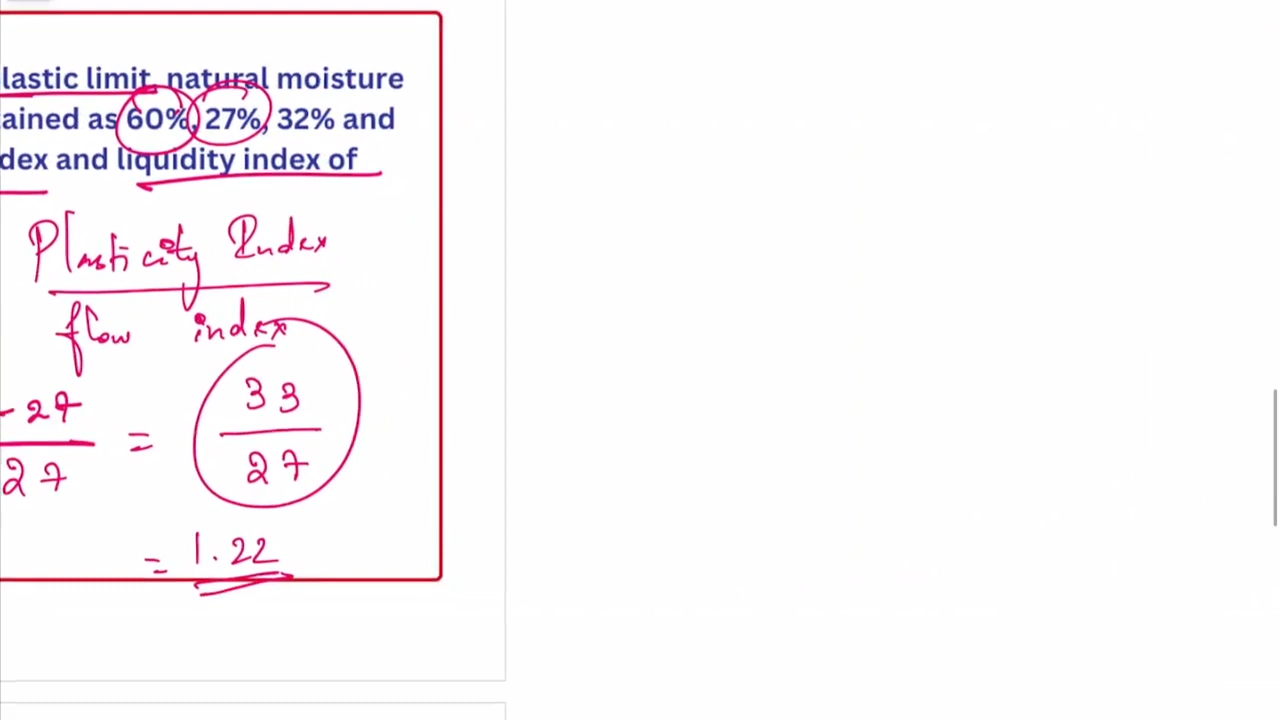 lastic limit, natural moisture
ained as 60%, 27%, 32% and
dex and liquidity index of
Plasticity Index
flow index
- 27
27
=
33
27
= 1.22